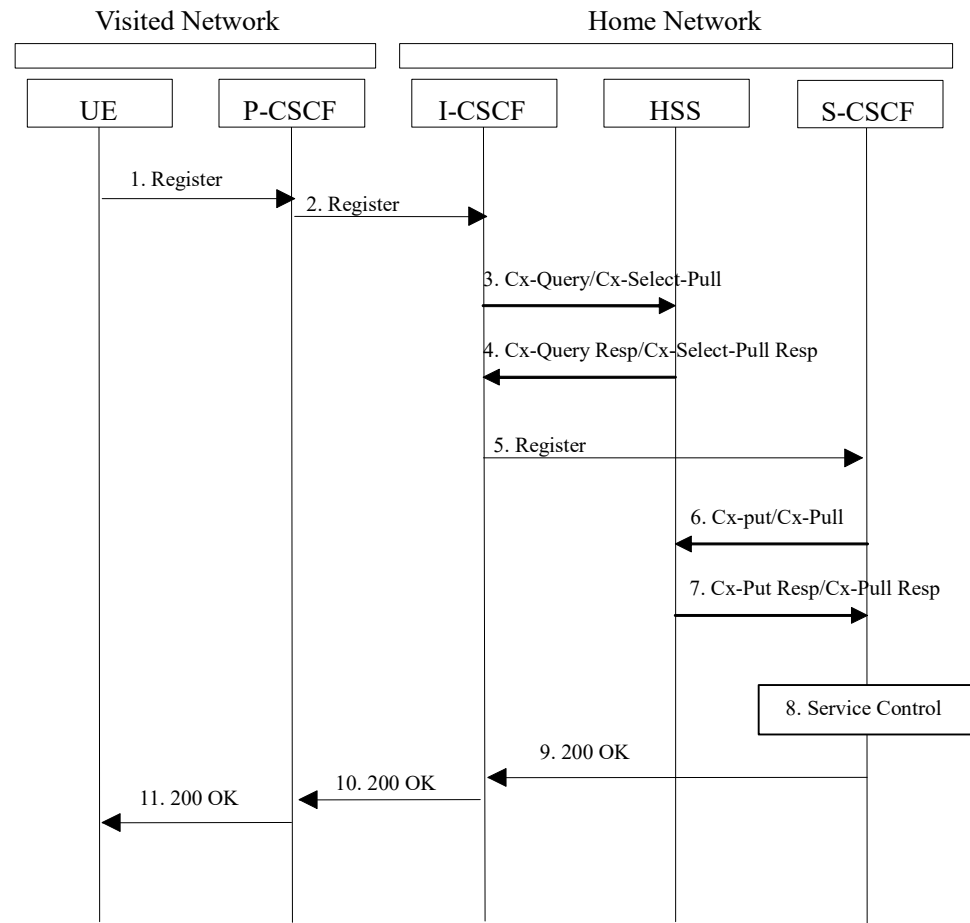 Visited Network
Home Network
UE
P-CSCF
I-CSCF
HSS
S-CSCF
1. Register
2. Register
3. Cx-Query/Cx-Select-Pull
4. Cx-Query Resp/Cx-Select-Pull Resp
5. Register
6. Cx-put/Cx-Pull
7. Cx-Put Resp/Cx-Pull Resp
8. Service Control
9. 200 OK
10. 200 OK
11. 200 OK